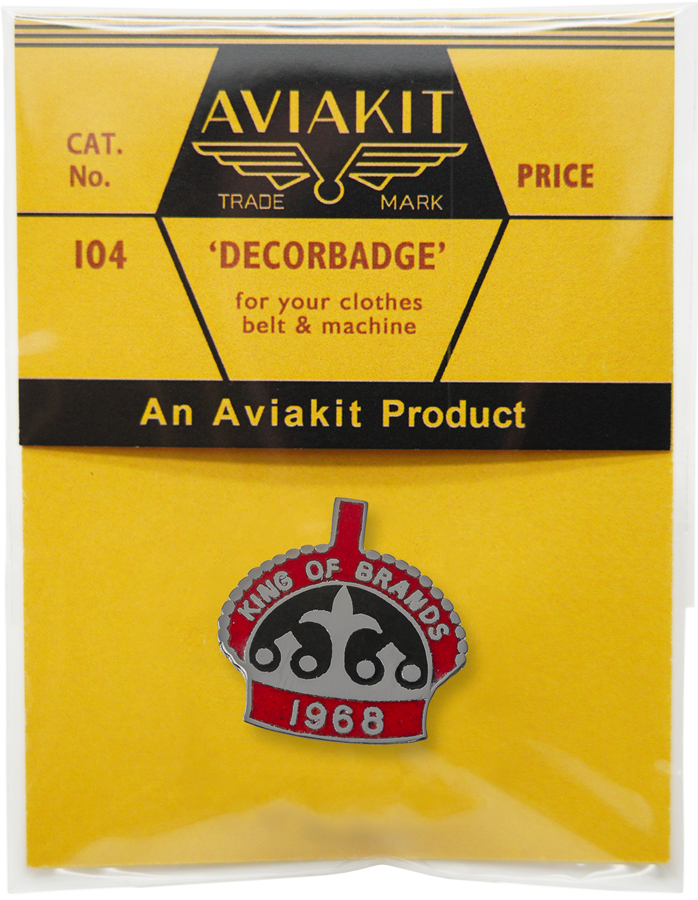 AVIAKIT
TRADE MARK
CAT.
No.
PRICE
104
'DECORBADGE'
for your clothes
belt & machine
An Aviakit Product
KING OF BRANDS
1968